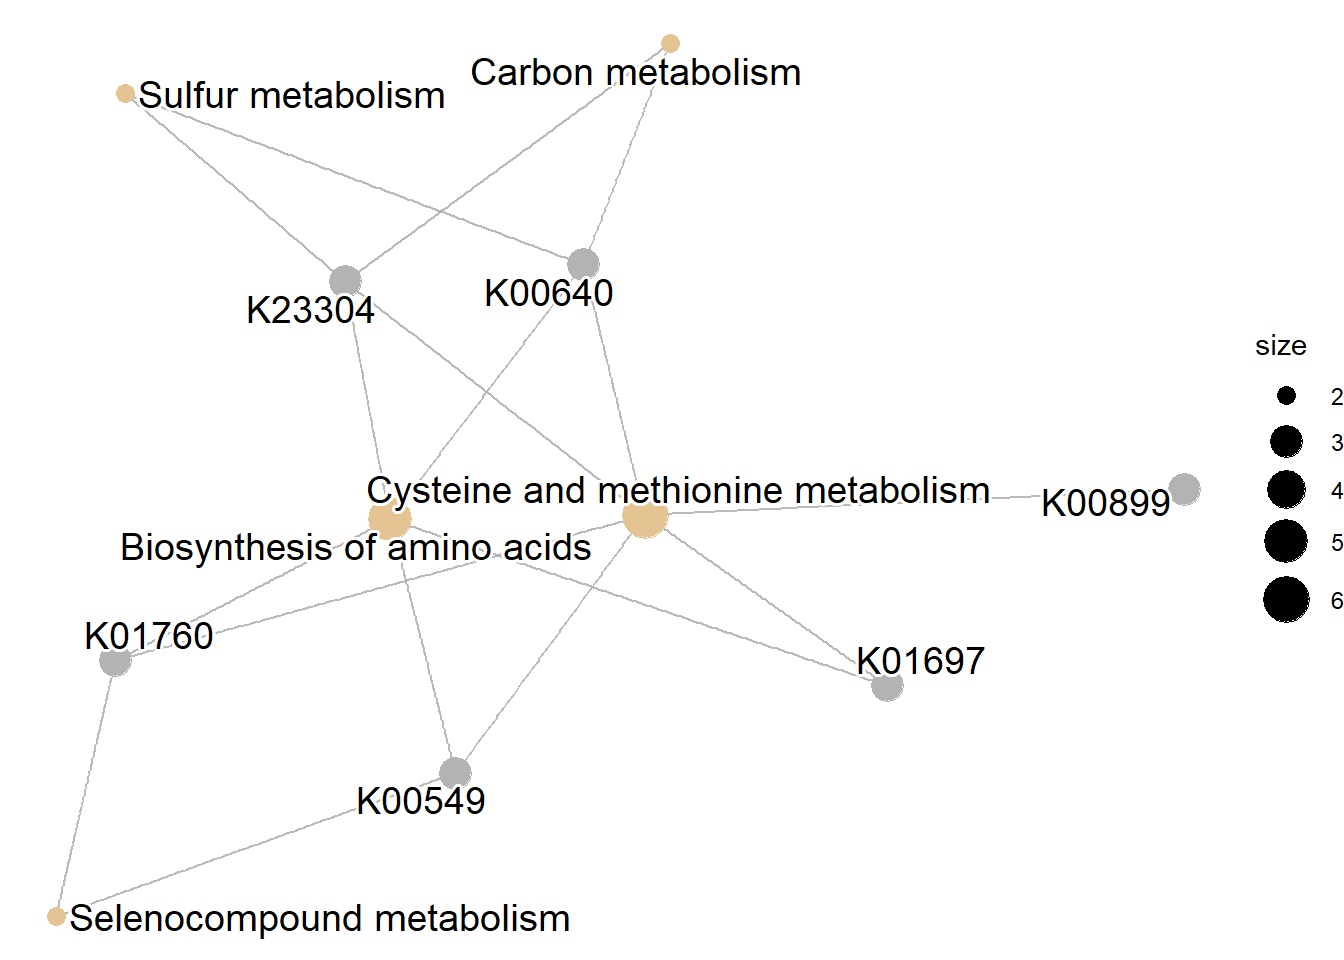 Carbon metabolism
Sulfur metabolism
K23304
K00640
size
2
3
4
5
6
Cysteine and methionine metabolism
K00899
Biosynthesis of amino acids
K01760
K01697
K00549
Selenocompound metabolism